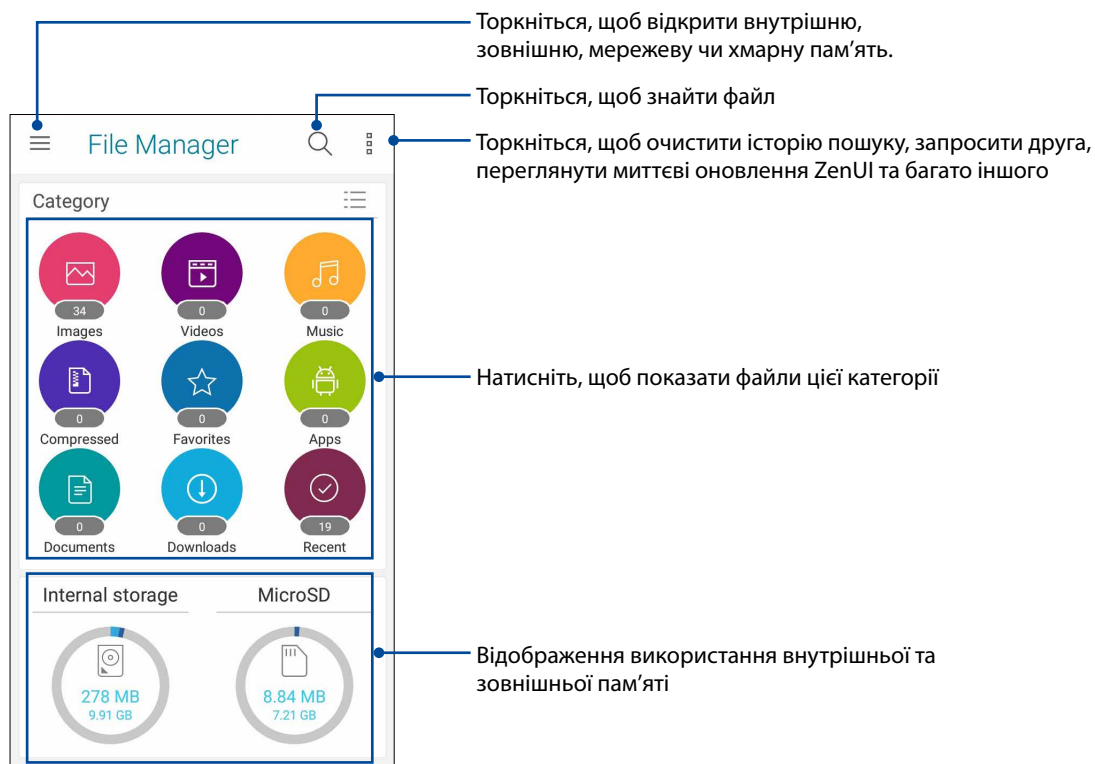 Торкніться, щоб відкрити внутрішню,
зовнішню, мережеву чи хмарну пам'ять.
Торкніться, щоб знайти файл
Торкніться, щоб очистити історію пошуку, запросити друга,
переглянути миттєві оновлення ZenUI та багато іншого
File Manager
Category
34
0
0
Images
Videos
Music
0
0
0
Compressed
Favorites
Apps
Натисніть, щоб показати файли цієї категорії
0
0
19
Documents
Downloads
Recent
Internal storage
MicroSD
278 MB
9.91 GB
8.84 MB
7.21 GB
Відображення використання внутрішньої та
зовнішньої пам'яті